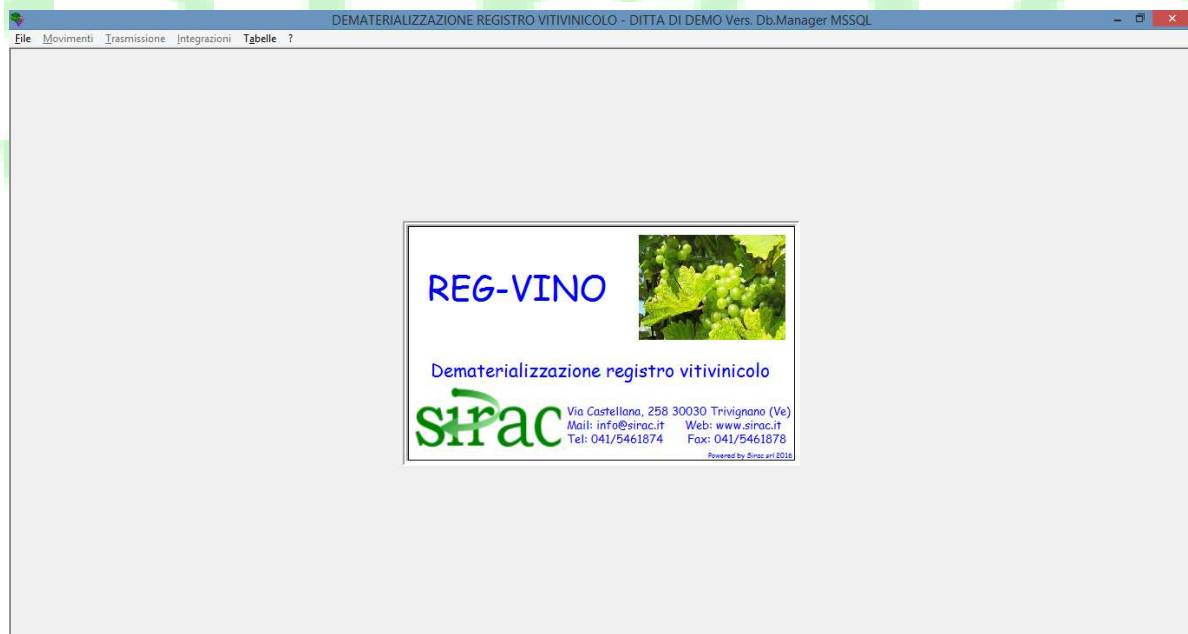 DEMATERIALIZZAZIONE REGISTRO VITIVINICOLO - DITTA DI DEMO Vers. Db.Manager MSSQL
File Movimenti Trasmissione Integrazioni Tabelle ?
REG-VINO
Dematerializzazione registro vitivinicolo
sirac
Via Castellana, 258 30030 Trivignano (Ve)
Mail: info@sirac.it Web: www.sirac.it
Tel: 041/5461874 Fax: 041/5461878
Powered by Sirac srl 2016